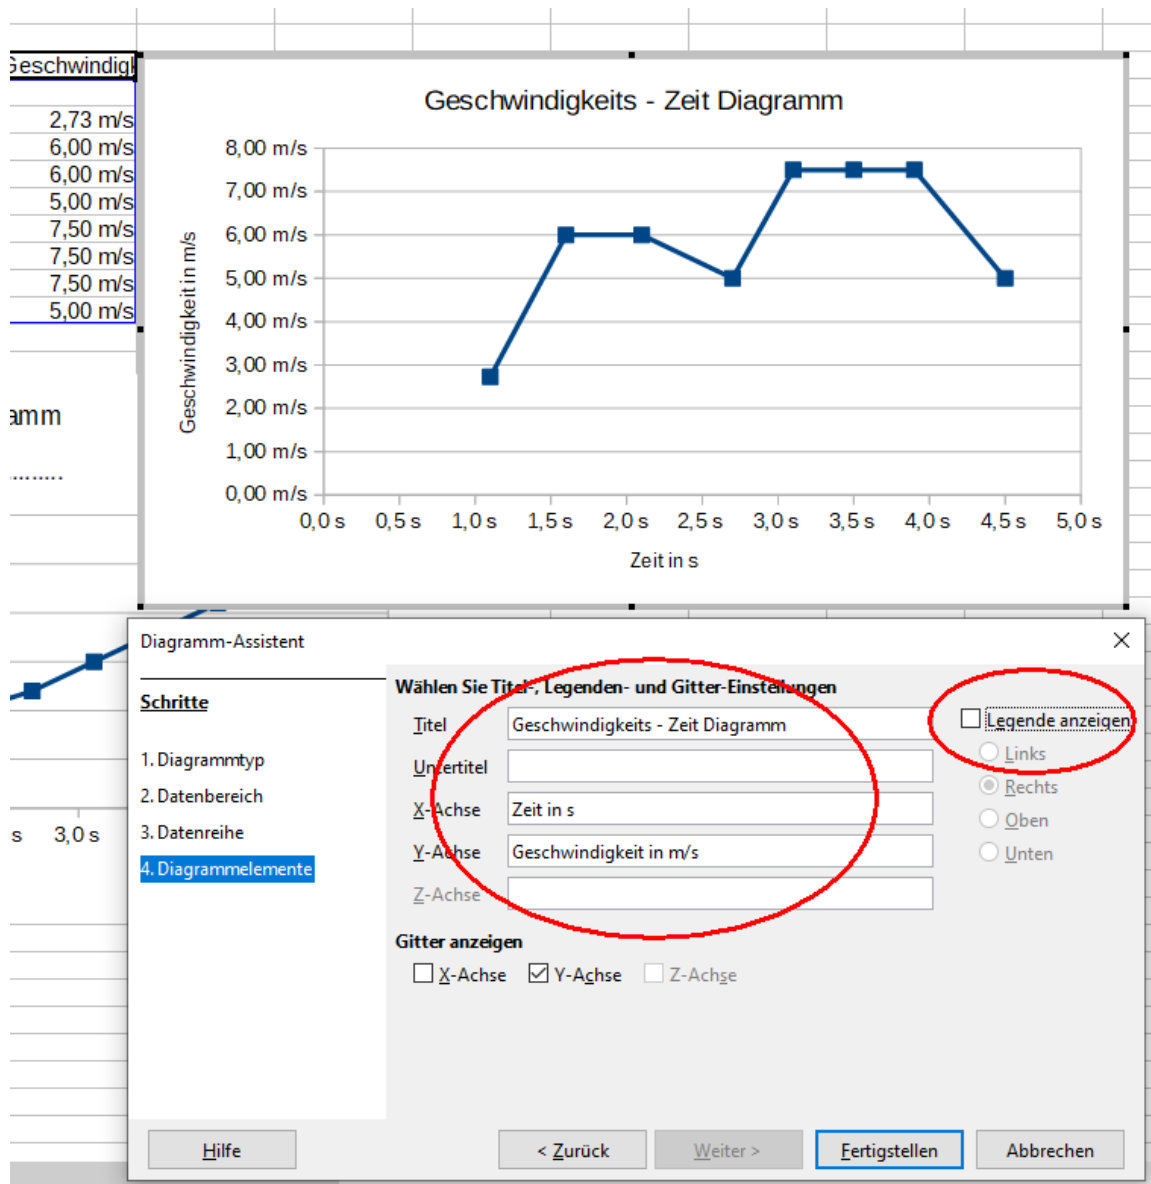 Geschwindigk
2,73 m/s
6,00 m/s
6,00 m/s
5,00 m/s
7,50 m/s
7,50 m/s
7,50 m/s
5,00 m/s
amm
.........
s 3,0 s
Geschwindigkeits - Zeit Diagramm
8,00 m/s
7,00 m/s
6,00 m/s
5,00 m/s
4,00 m/s
3,00 m/s
2,00 m/s
1,00 m/s
0,00 m/s
Geschwindigkeit in m/s
0,0 s 0,5 s 1,0 s 1,5 s 2,0 s 2,5 s 3,0 s 3,5 s 4,0 s 4,5 s 5,0 s
Zeit in s
Diagramm-Assistent
Schritte
1. Diagrammtyp
2. Datenbereich
3. Datenreihe
4. Diagrammelemente
Wählen Sie Titel-, Legenden- und Gitter-Einstellungen
Titel Geschwindigkeits - Zeit Diagramm
Untertitel
X-Achse Zeit in s
Y-Achse Geschwindigkeit in m/s
Z-Achse
Legende anzeigen
Links
Rechts
Oben
Unten
Gitter anzeigen
X-Achse Y-Achse Z-Achse
Hilfe < Zurück Weiter > Fertigstellen Abbrechen